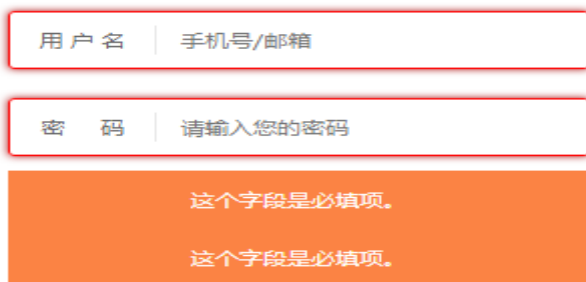 用户名 手机号/邮箱
密码 请输入您的密码
这个字段是必填项。
这个字段是必填项。